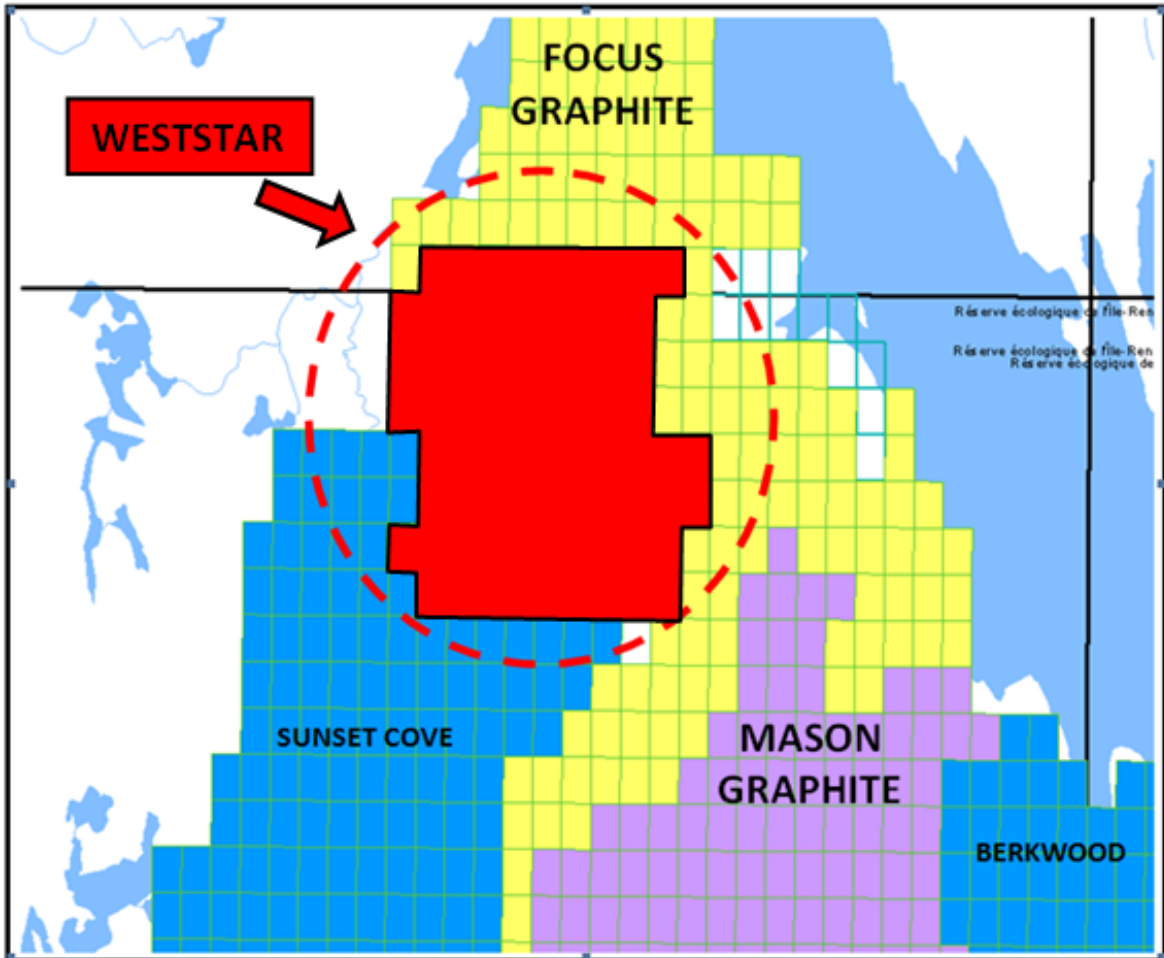 FOCUS
GRAPHITE
WESTSTAR
Réserve écologique de l'Île-Ren
Réserve écologique de l'Île-Ren
Réserve écologique de
SUNSET COVE
MASON
GRAPHITE
BERKWOOD